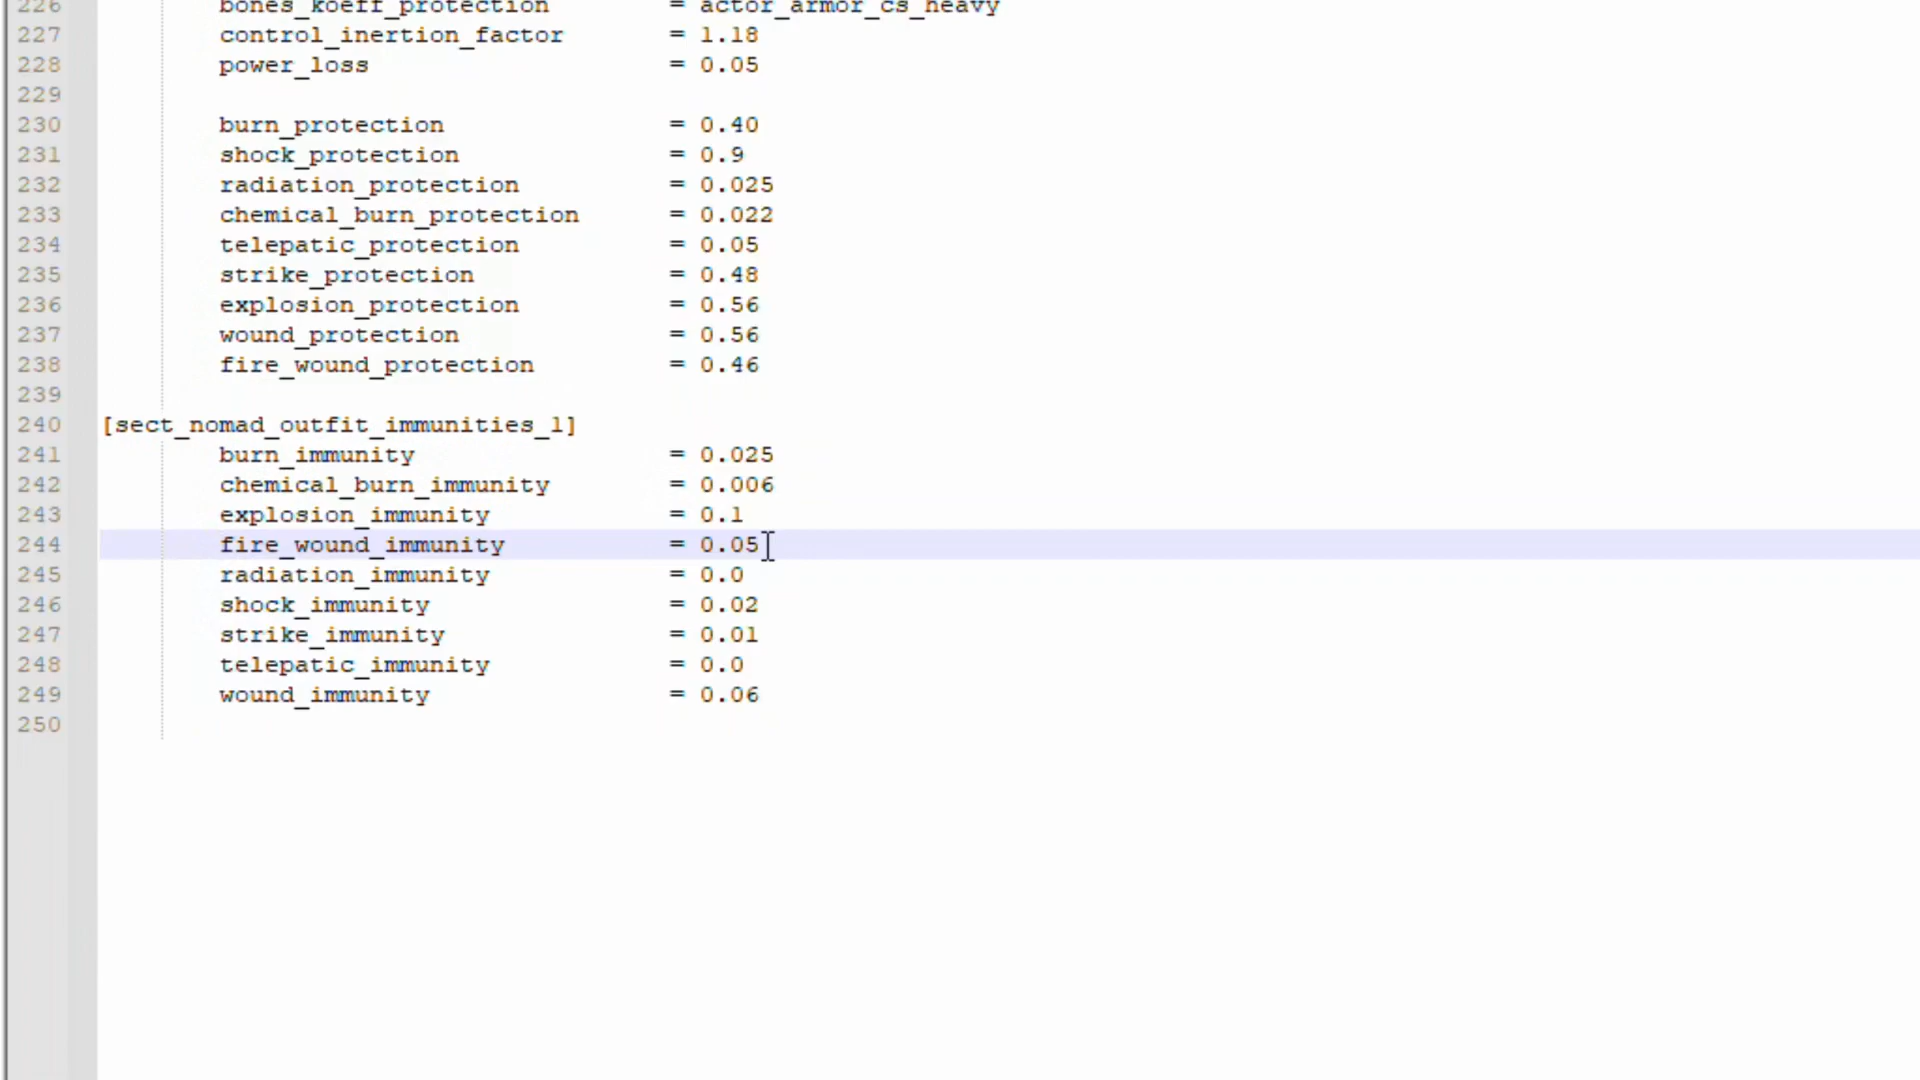 226 bones_koeff_protection = actor_armor_cs_heavy
227 control_inertion_factor = 1.18
228 power_loss = 0.05
229
230 burn_protection = 0.40
231 shock_protection = 0.9
232 radiation_protection = 0.025
233 chemical_burn_protection = 0.022
234 telepatic_protection = 0.05
235 strike_protection = 0.48
236 explosion_protection = 0.56
237 wound_protection = 0.56
238 fire_wound_protection = 0.46
239
240 [sect_nomad_outfit_immunities_1]
241 burn_immunity = 0.025
242 chemical_burn_immunity = 0.006
243 explosion_immunity = 0.1
244 fire_wound_immunity = 0.05
245 radiation_immunity = 0.0
246 shock_immunity = 0.02
247 strike_immunity = 0.01
248 telepatic_immunity = 0.0
249 wound_immunity = 0.06
250